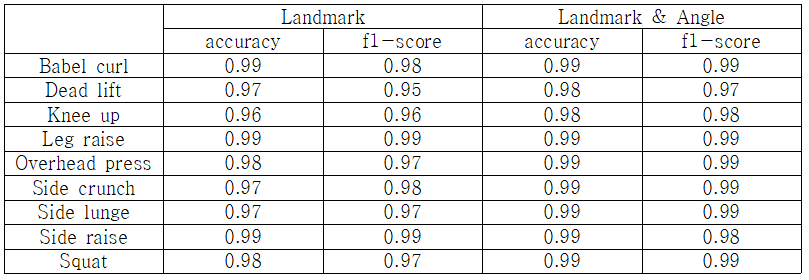 Landmark Landmark & Angle
accuracy f1-score accuracy f1-score
Babel curl 0.99 0.98 0.99 0.99
Dead lift 0.97 0.95 0.98 0.97
Knee up 0.96 0.96 0.98 0.98
Leg raise 0.99 0.99 0.99 0.99
Overhead press 0.98 0.97 0.99 0.99
Side crunch 0.97 0.98 0.99 0.99
Side lunge 0.97 0.97 0.99 0.99
Side raise 0.99 0.99 0.99 0.98
Squat 0.98 0.97 0.99 0.99